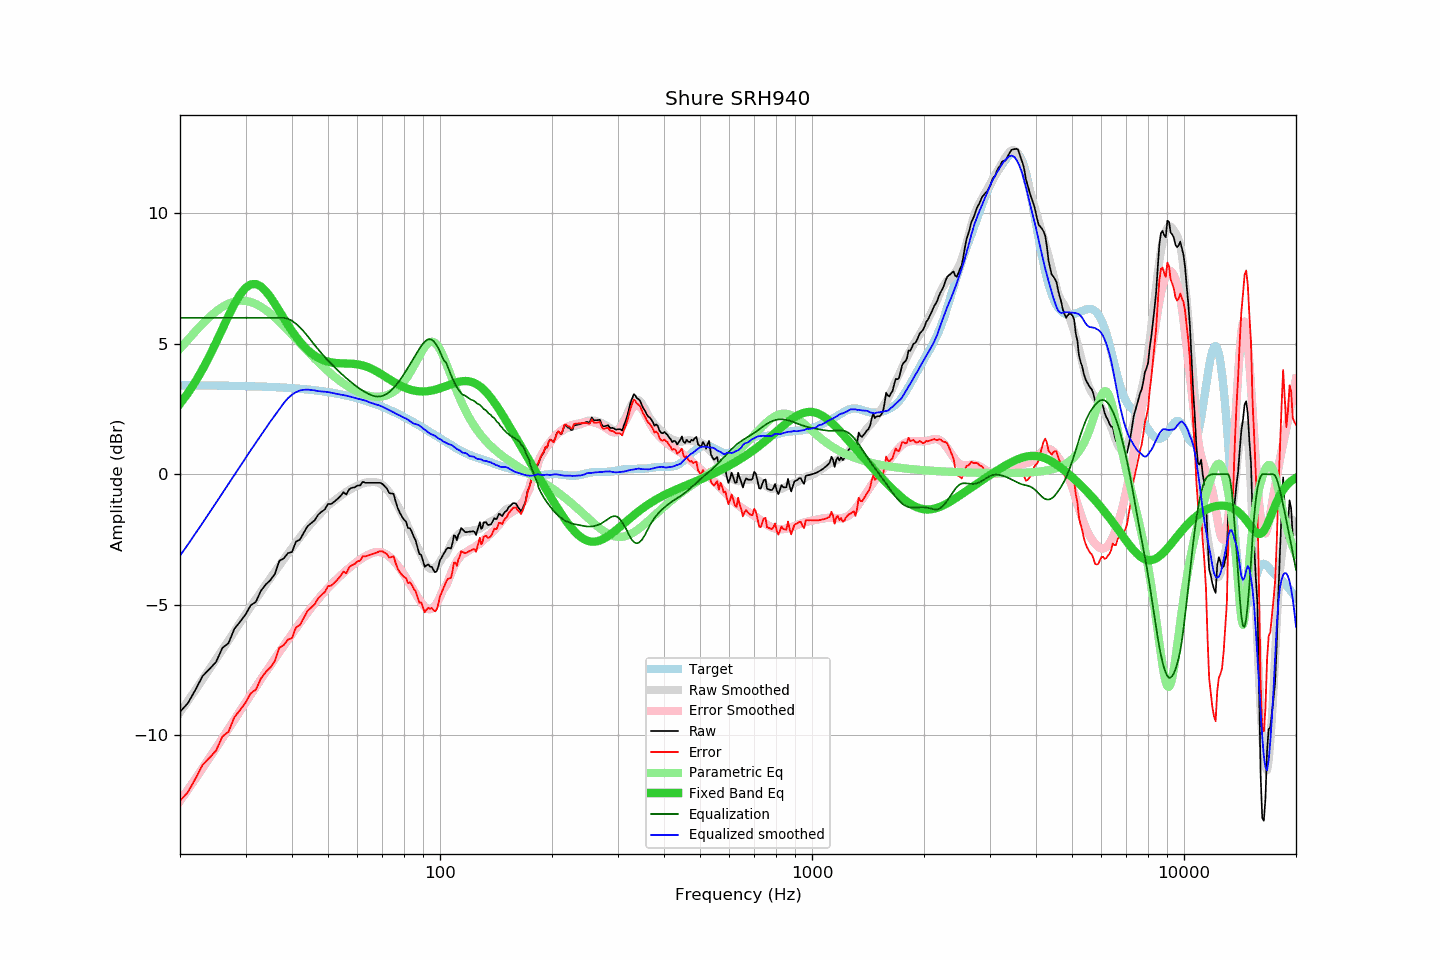 Shure SRH940
Amplitude (dBr)
10
5
0
−5
−10
Target
Raw Smoothed
Error Smoothed
Raw
Error
Parametric Eq
Fixed Band Eq
Equalization
Equalized smoothed
100
1000
10000
Frequency (Hz)